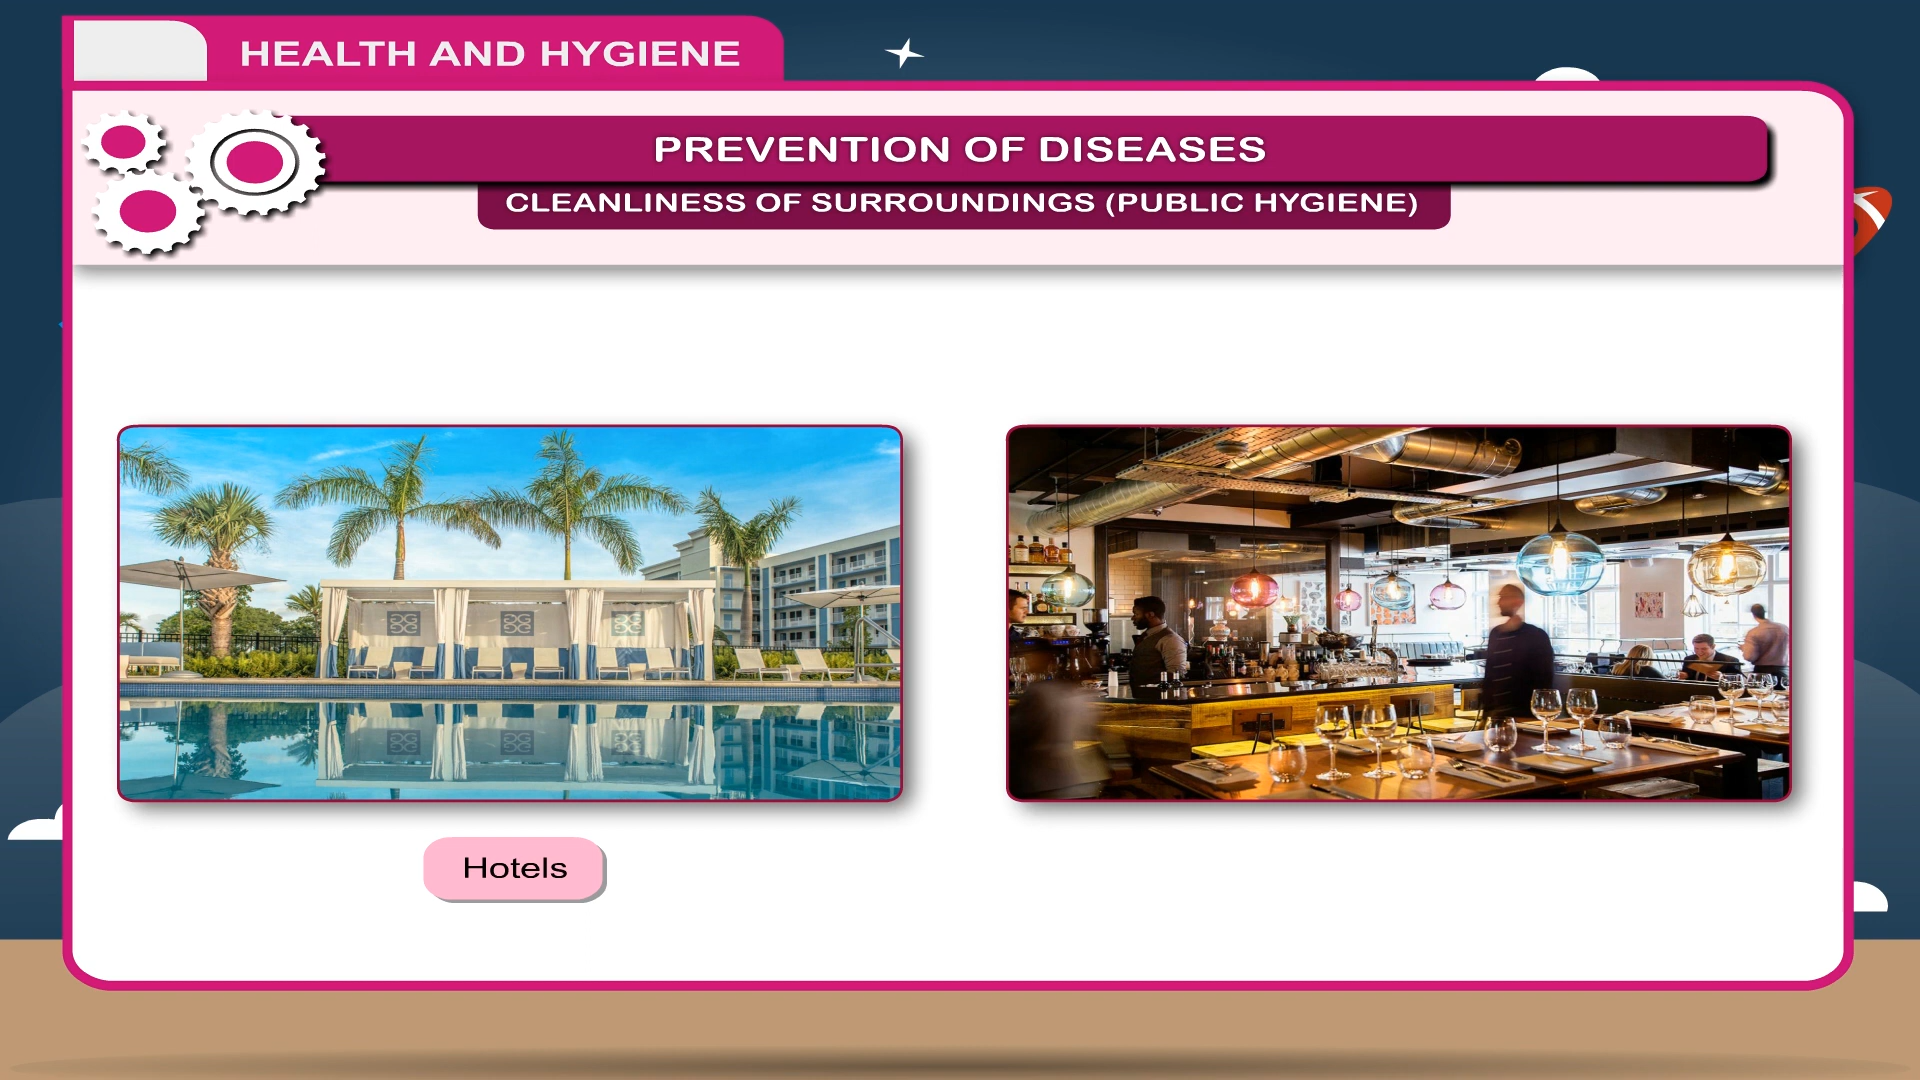 HEALTH AND HYGIENE
PREVENTION OF DISEASES
CLEANLINESS OF SURROUNDINGS (PUBLIC HYGIENE)
Hotels